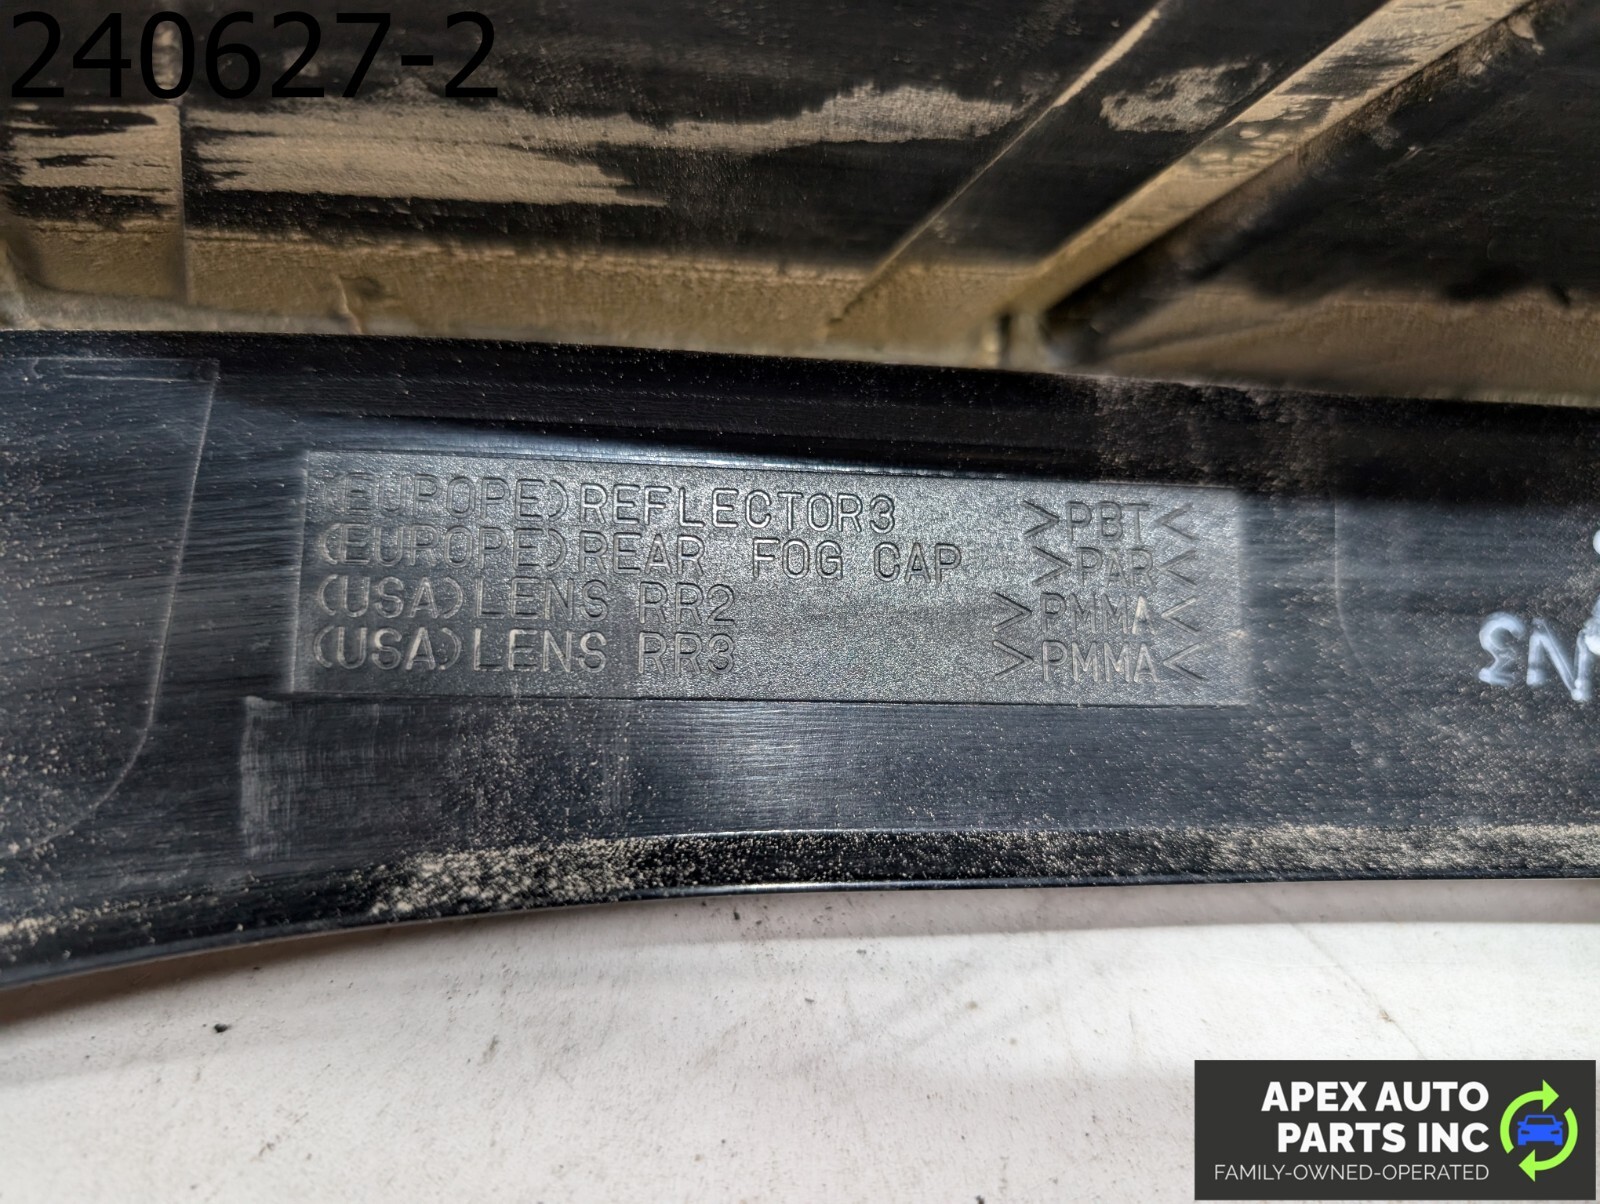 240627-2
(EUROPE)REFLECTOR3 >PBT<
(EUROPE)REAR FOG CAP >PAR<
(USA)LENS RR2 >PMMA<
(USA)LENS RR3 >PMMA<
N3
APEX AUTO
PARTS INC
FAMILY-OWNED-OPERATED